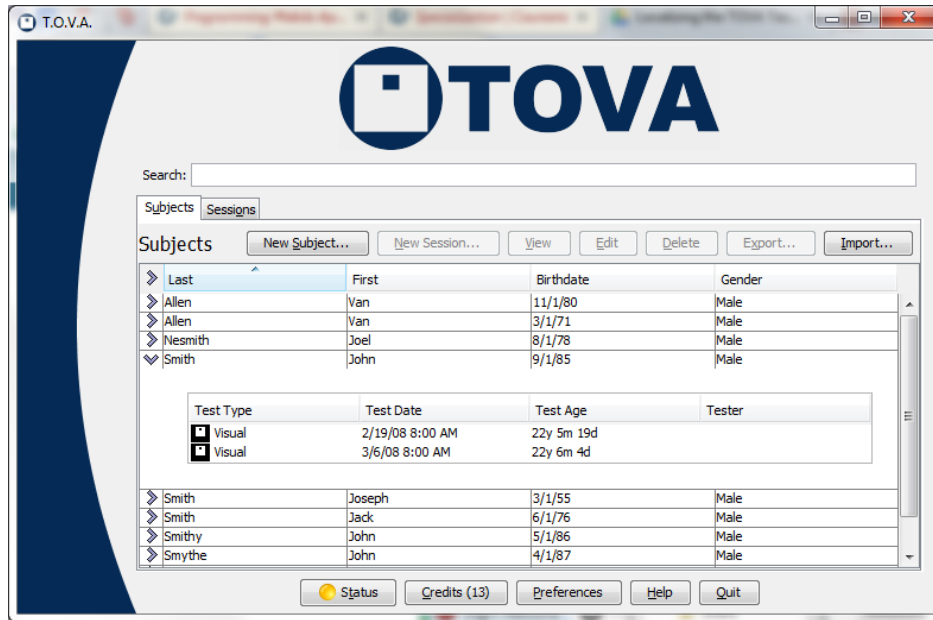 T.O.V.A.
TOVA
Search:
Subjects Sessions
Subjects New Subject... New Session... View Edit Delete Export... Import...
Last First Birthdate Gender
Allen Van 11/1/80 Male
Allen Van 3/1/71 Male
Nesmith Joel 8/1/78 Male
Smith John 9/1/85 Male
Test Type Test Date Test Age Tester
Visual 2/19/08 8:00 AM 22y 5m 19d
Visual 3/6/08 8:00 AM 22y 6m 4d
Smith Joseph 3/1/55 Male
Smith Jack 6/1/76 Male
Smithy John 5/1/86 Male
Smythe John 4/1/87 Male
Status Credits (13) Preferences Help Quit